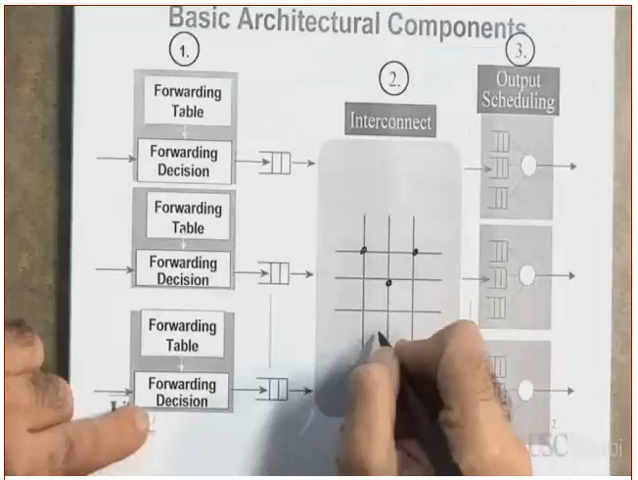 Basic Architectural Components
1.
2.
3.
Forwarding
Table
Forwarding
Decision
Interconnect
Output
Scheduling
Forwarding
Table
Forwarding
Decision
Forwarding
Table
Forwarding
Decision
2